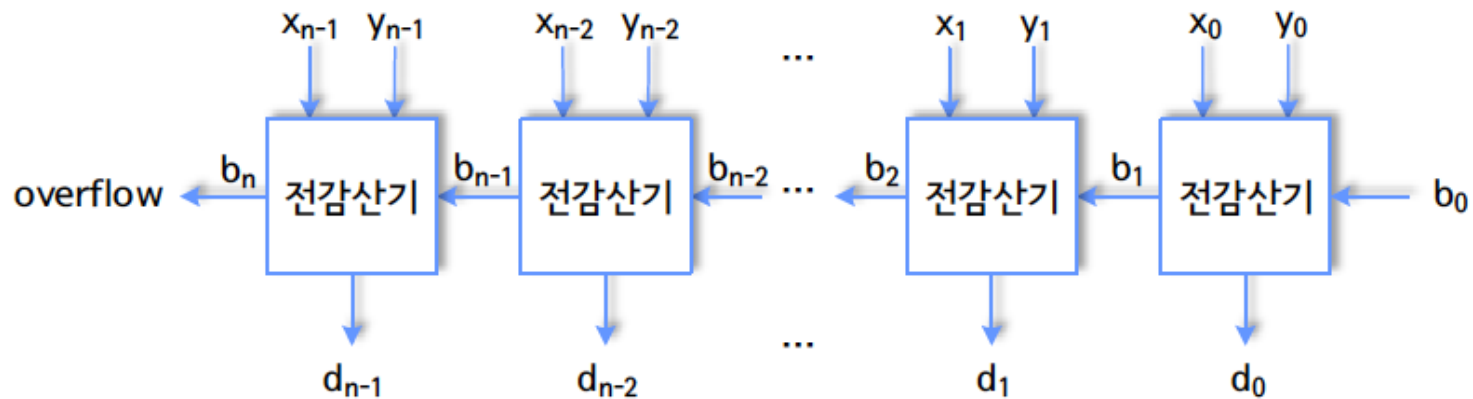 xn-1 yn-1 xn-2 yn-2 ... x1 y1 x0 y0
overflow bn 전감산기 bn-1 전감산기 bn-2 ... b2 전감산기 b1 전감산기 b0
dn-1 dn-2 ... d1 d0